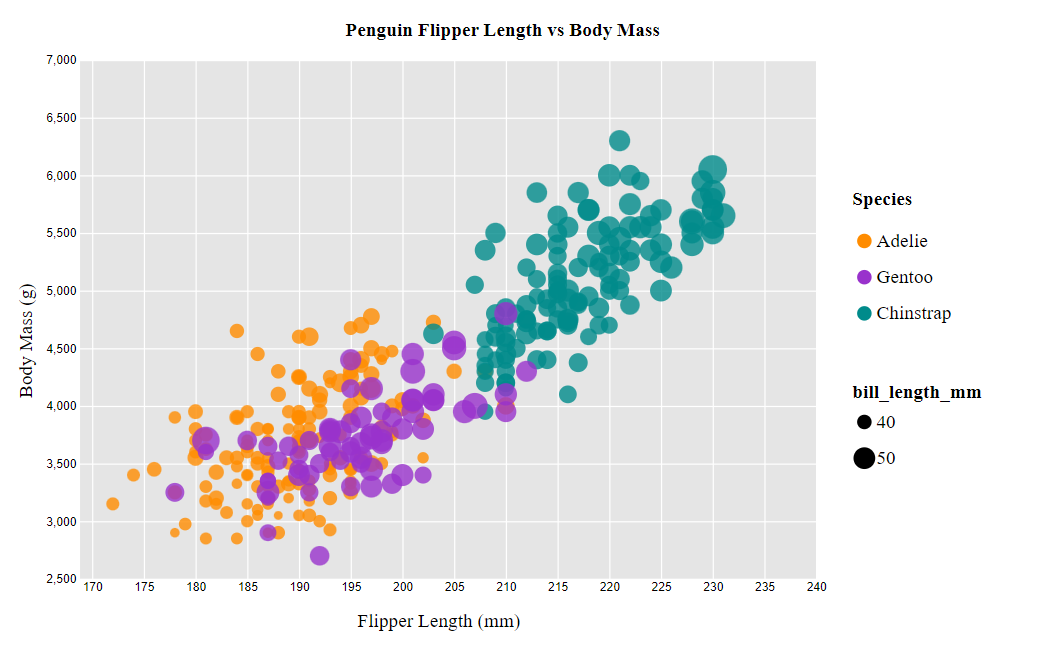 Penguin Flipper Length vs Body Mass
7,000
6,500
6,000
5,500
5,000
4,500
4,000
3,500
3,000
2,500
Body Mass (g)
170 175 180 185 190 195 200 205 210 215 220 225 230 235 240
Flipper Length (mm)
Species
Adelie
Gentoo
Chinstrap
bill_length_mm
40
50